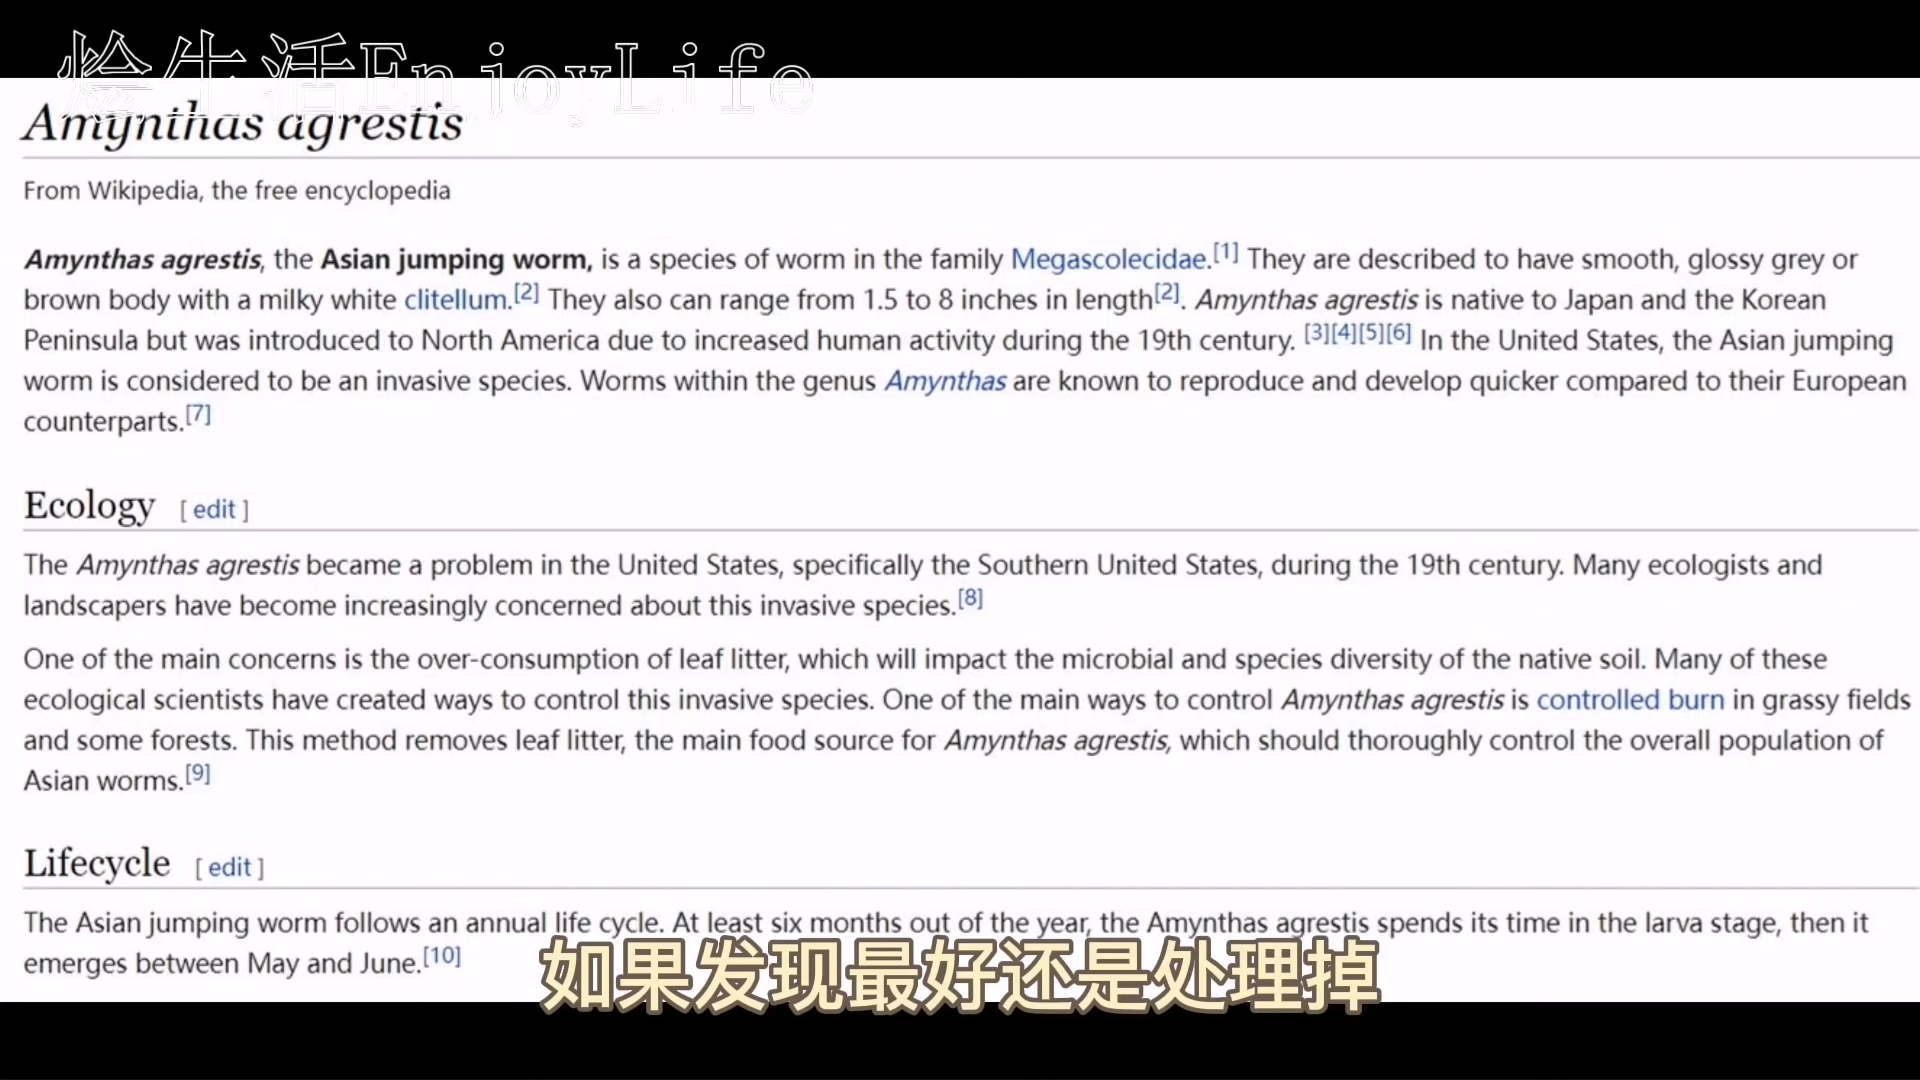 烩生活EnjoyLife
Amynthas agrestis
From Wikipedia, the free encyclopedia
Amynthas agrestis, the Asian jumping worm, is a species of worm in the family Megascolecidae.[1] They are described to have smooth, glossy grey or
brown body with a milky white clitellum.[2] They also can range from 1.5 to 8 inches in length[2]. Amynthas agrestis is native to Japan and the Korean
Peninsula but was introduced to North America due to increased human activity during the 19th century. [3][4][5][6] In the United States, the Asian jumping
worm is considered to be an invasive species. Worms within the genus Amynthas are known to reproduce and develop quicker compared to their European
counterparts.[7]
Ecology [ edit ]
The Amynthas agrestis became a problem in the United States, specifically the Southern United States, during the 19th century. Many ecologists and
landscapers have become increasingly concerned about this invasive species.[8]
One of the main concerns is the over-consumption of leaf litter, which will impact the microbial and species diversity of the native soil. Many of these
ecological scientists have created ways to control this invasive species. One of the main ways to control Amynthas agrestis is controlled burn in grassy fields
and some forests. This method removes leaf litter, the main food source for Amynthas agrestis, which should thoroughly control the overall population of
Asian worms.[9]
Lifecycle [ edit ]
The Asian jumping worm follows an annual life cycle. At least six months out of the year, the Amynthas agrestis spends its time in the larva stage, then it
emerges between May and June.[10]
如果发现最好还是处理掉